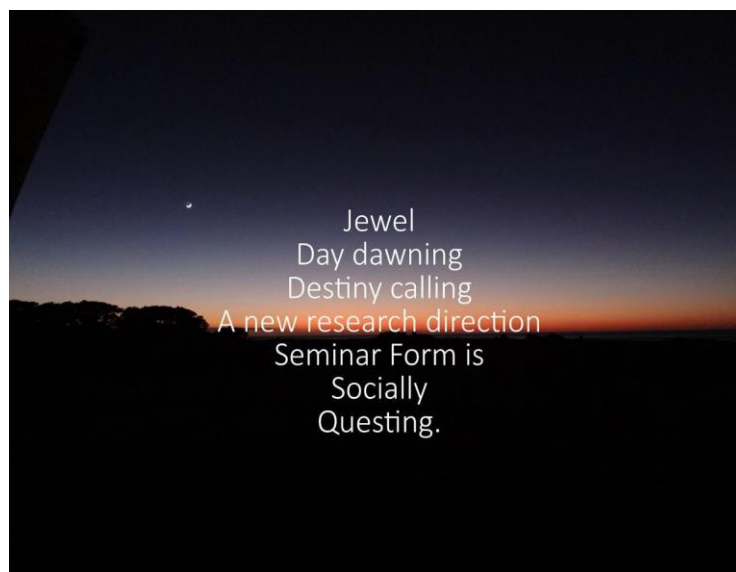 Jewel
Day dawning
Destiny calling
A new research direction
Seminar Form is
Socially
Questing.